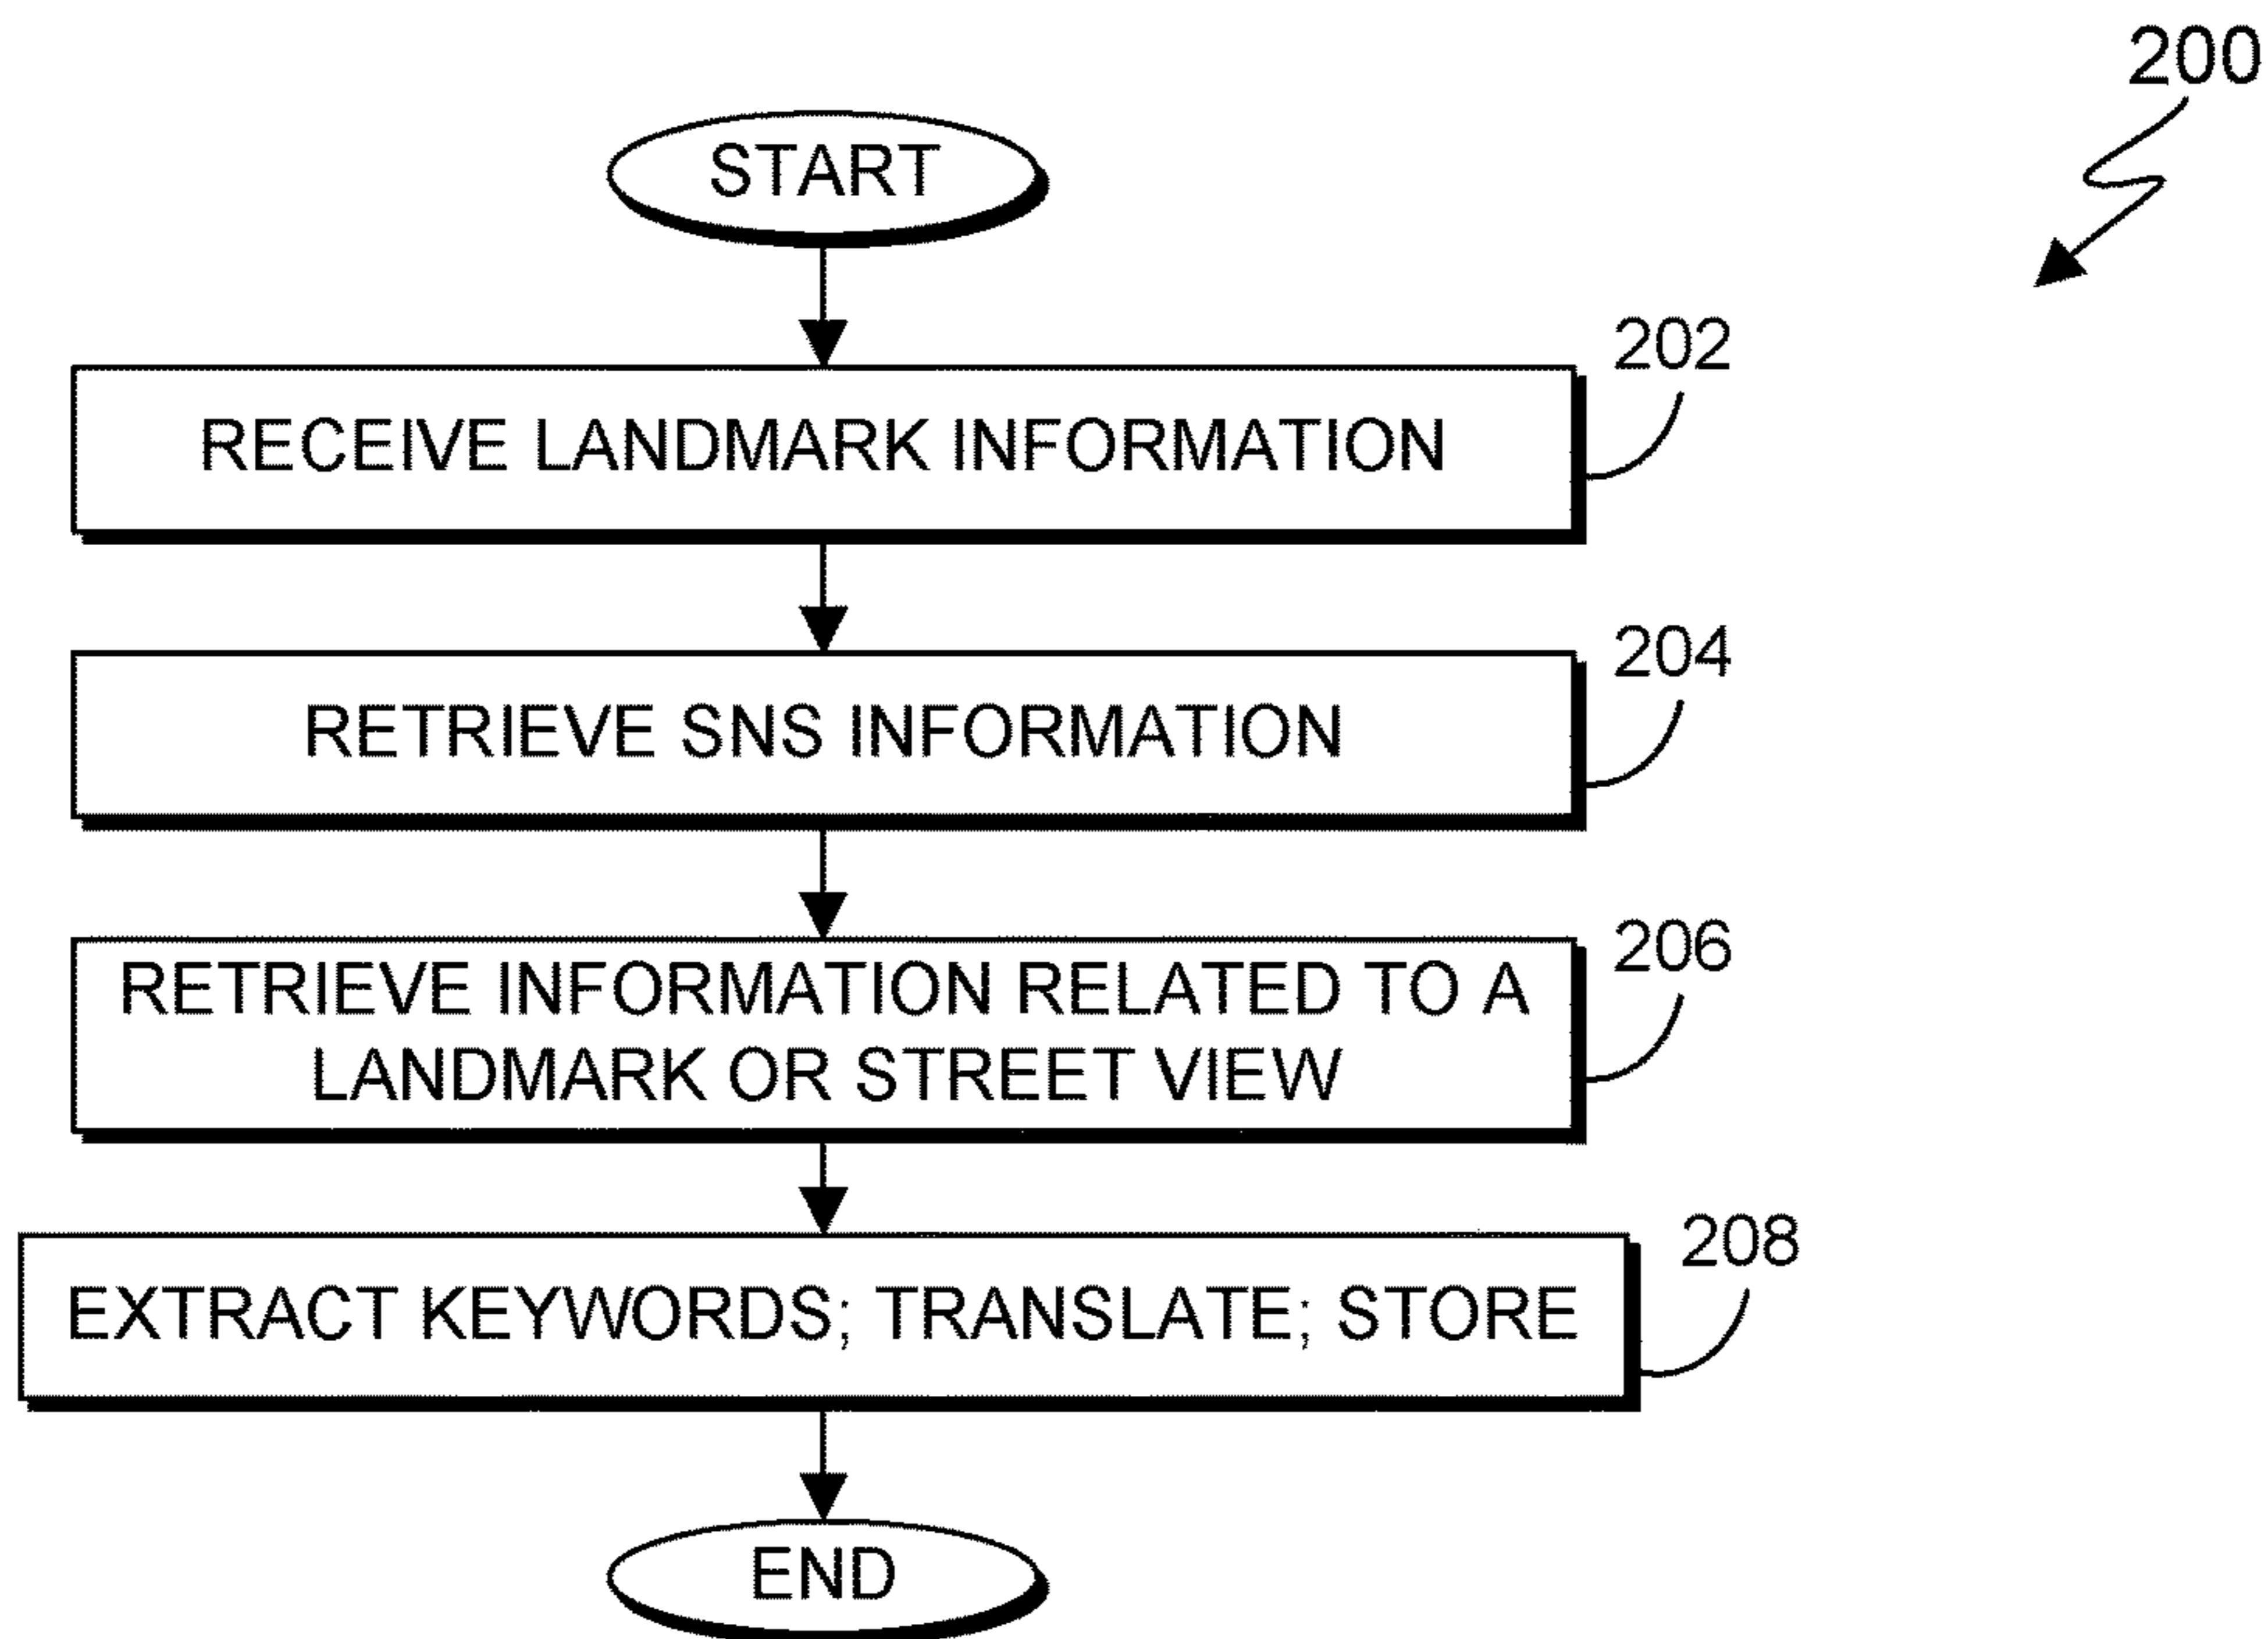 200
START
202
RECEIVE LANDMARK INFORMATION
204
RETRIEVE SNS INFORMATION
206
RETRIEVE INFORMATION RELATED TO A
LANDMARK OR STREET VIEW
208
EXTRACT KEYWORDS; TRANSLATE; STORE
END